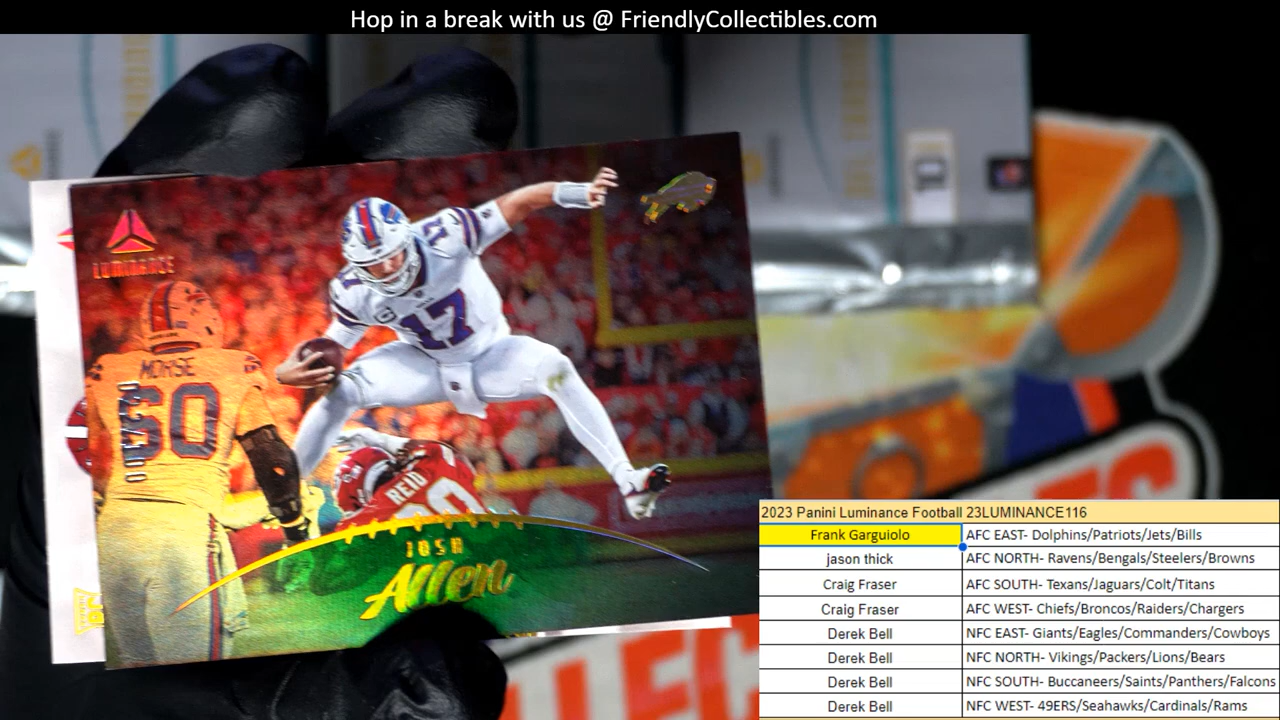 Hop in a break with us @ FriendlyCollectibles.com
LUMINANCE
17
17
MORSE
60
REID
20
JOSH
Allen
2023 Panini Luminance Football 23LUMINANCE116
Frank Garguiolo AFC EAST- Dolphins/Patriots/Jets/Bills
jason thick AFC NORTH- Ravens/Bengals/Steelers/Browns
Craig Fraser AFC SOUTH- Texans/Jaguars/Colt/Titans
Craig Fraser AFC WEST- Chiefs/Broncos/Raiders/Chargers
Derek Bell NFC EAST- Giants/Eagles/Commanders/Cowboys
Derek Bell NFC NORTH- Vikings/Packers/Lions/Bears
Derek Bell NFC SOUTH- Buccaneers/Saints/Panthers/Falcons
Derek Bell NFC WEST- 49ERS/Seahawks/Cardinals/Rams